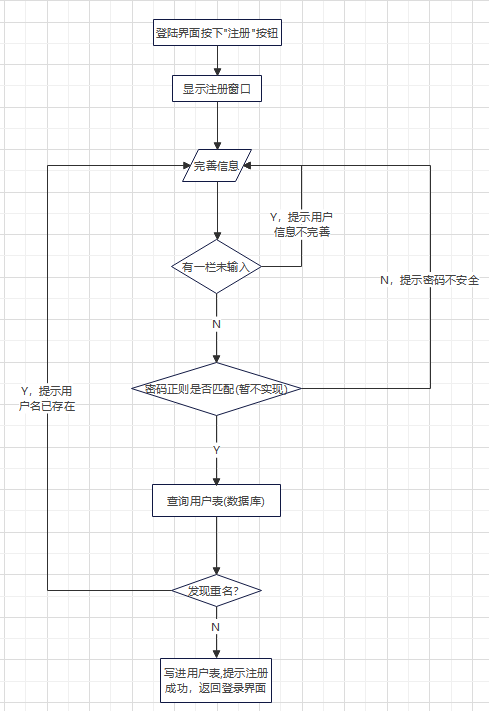 登陆界面按下"注册"按钮
显示注册窗口
完善信息
Y，提示用户
信息不完善
有一栏未输入
N，提示密码不安全
N
密码正则是否匹配(暂不实现)
Y，提示用
户名已存在
Y
查询用户表(数据库)
发现重名?
N
写进用户表,提示注册
成功，返回登录界面